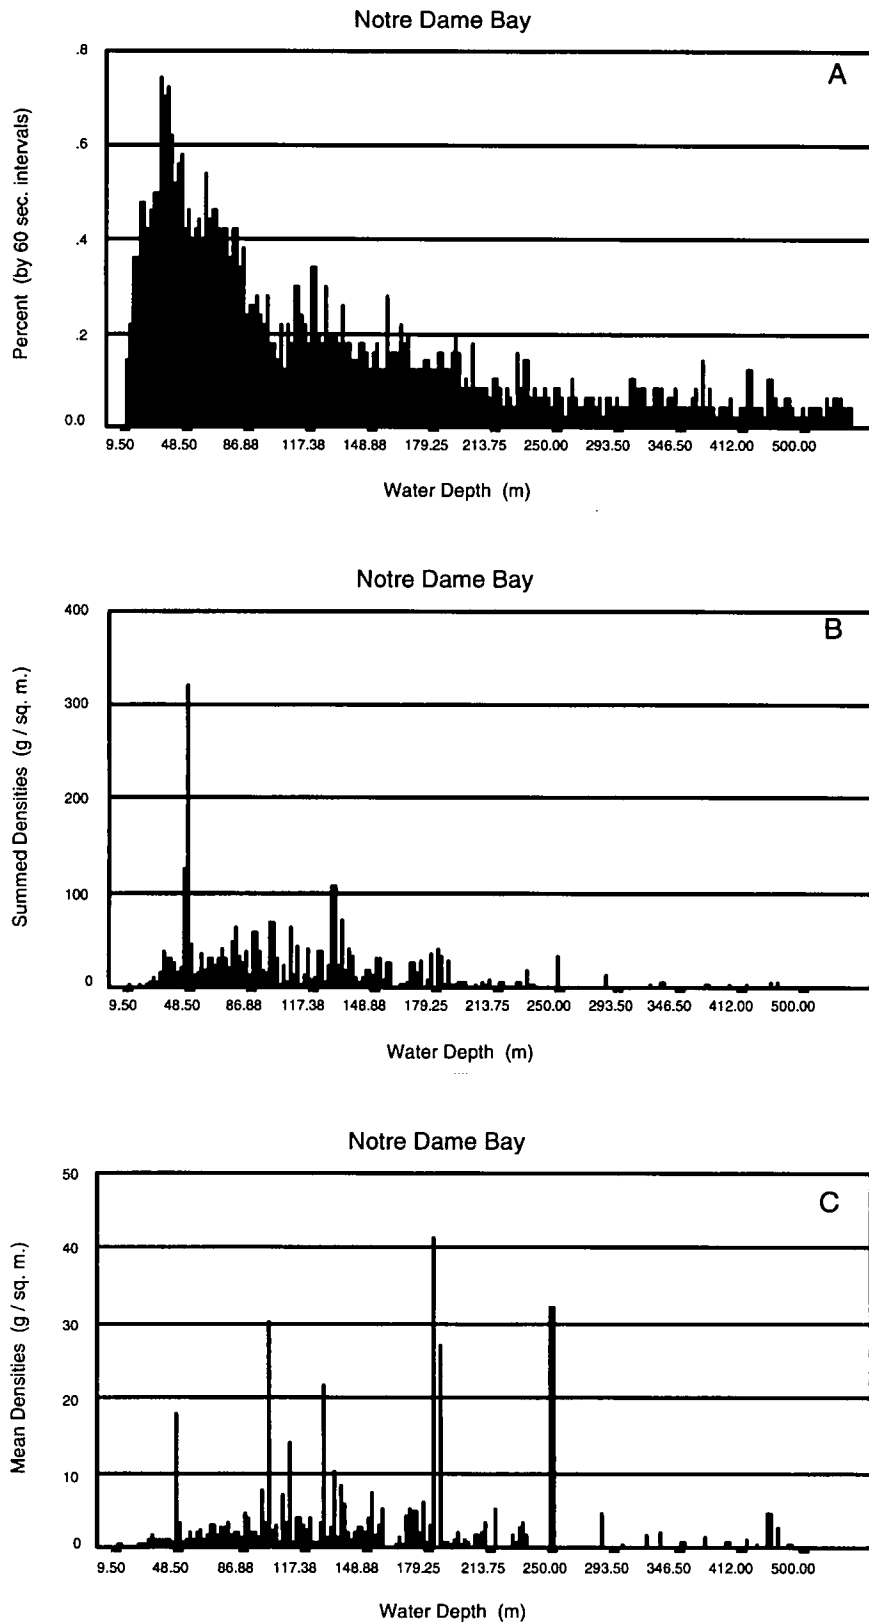 Notre Dame Bay
A
Percent (by 60 sec. intervals)
.8
.6
.4
.2
0.0
9.50 48.50 86.88 117.38 148.88 179.25 213.75 250.00 293.50 346.50 412.00 500.00
Water Depth (m)
Notre Dame Bay
B
Summed Densities (g / sq. m.)
400
300
200
100
0
9.50 48.50 86.88 117.38 148.88 179.25 213.75 250.00 293.50 346.50 412.00 500.00
Water Depth (m)
Notre Dame Bay
C
Mean Densities (g / sq. m.)
50
40
30
20
10
0
9.50 48.50 86.88 117.38 148.88 179.25 213.75 250.00 293.50 346.50 412.00 500.00
Water Depth (m)